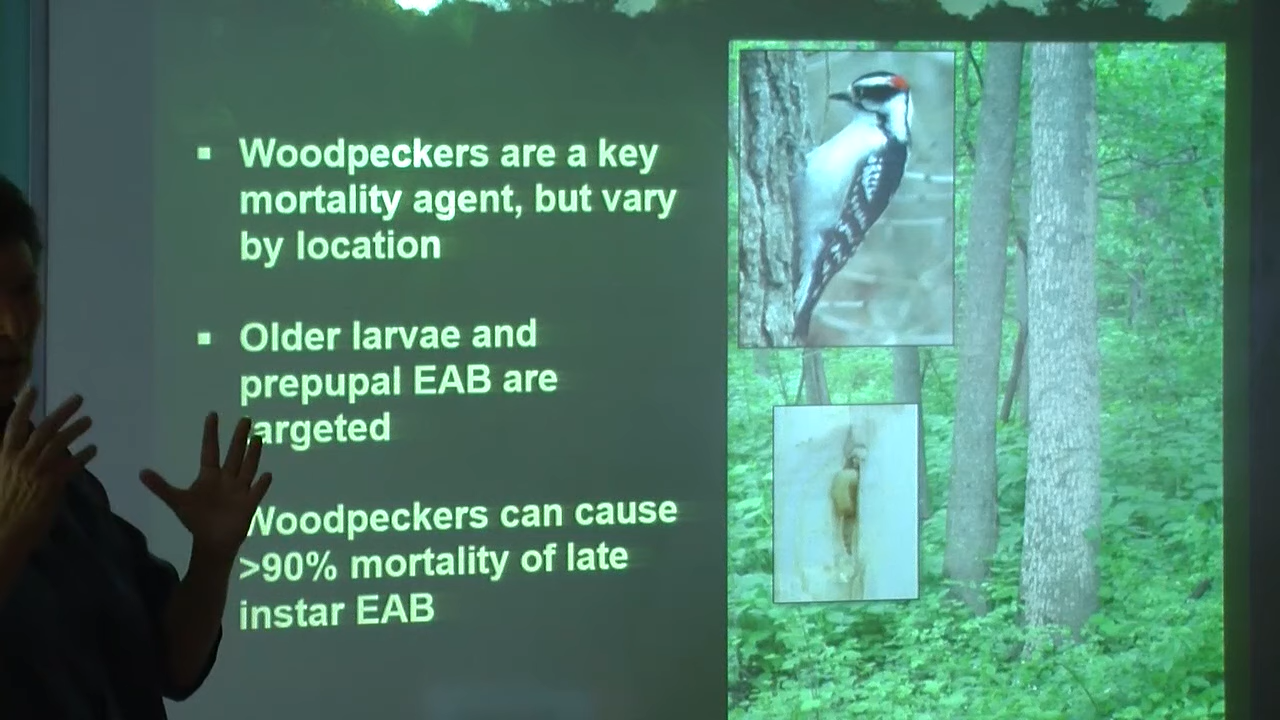 ▪ Woodpeckers are a key
mortality agent, but vary
by location
▪ Older larvae and
prepupal EAB are
targeted
Woodpeckers can cause
>90% mortality of late
instar EAB